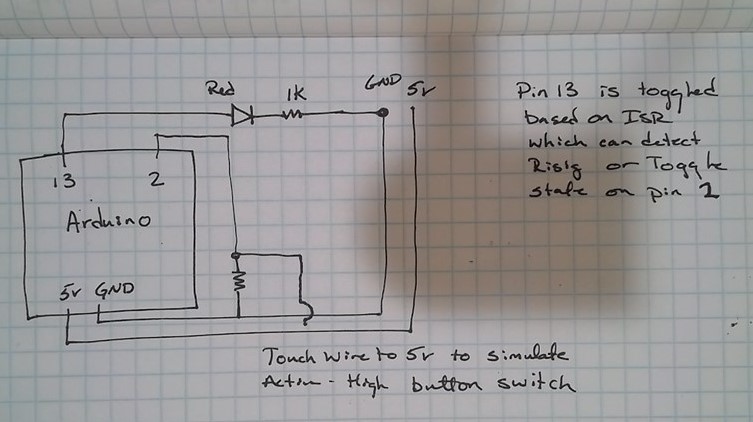 Red
1K
GND
5v
13
2
Arduino
5v GND
Pin 13 is toggled
based on ISR
which can detect
Risig or Toggle
state on pin 2
Touch wire to 5v to simulate
Active-High button switch